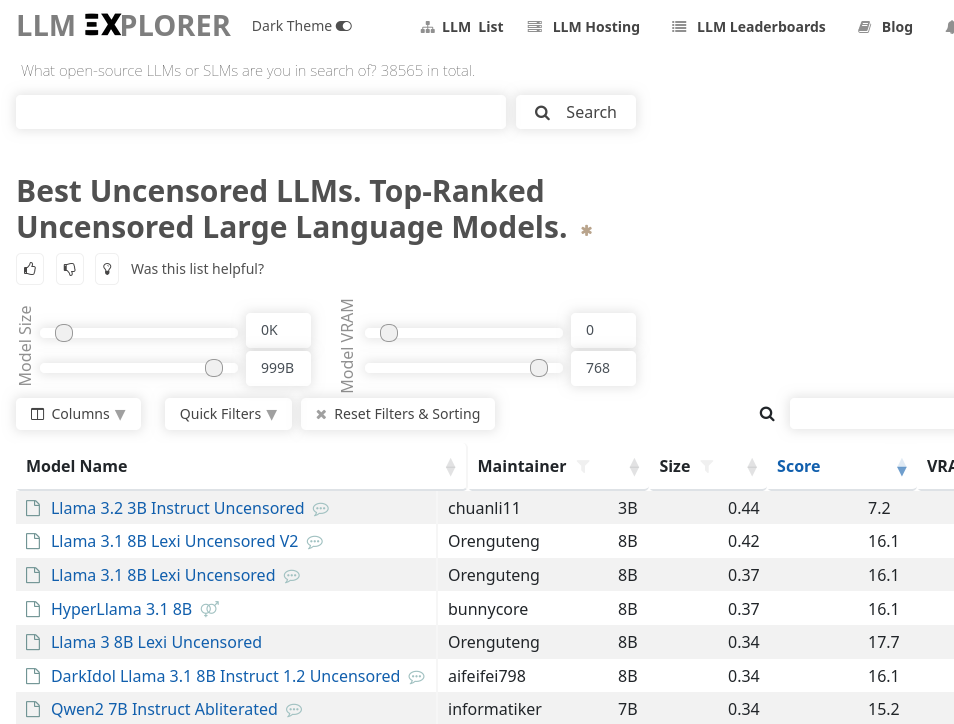 LLM EXPLORER Dark Theme LLM List LLM Hosting LLM Leaderboards Blog
What open-source LLMs or SLMs are you in search of? 38565 in total.
Search
Best Uncensored LLMs. Top-Ranked
Uncensored Large Language Models. *
Was this list helpful?
Model Size 0K Model VRAM 0
999B 768
Columns ▼ Quick Filters ▼ Reset Filters & Sorting
Model Name Maintainer Size Score VRA
Llama 3.2 3B Instruct Uncensored chuanli11 3B 0.44 7.2
Llama 3.1 8B Lexi Uncensored V2 Orenguteng 8B 0.42 16.1
Llama 3.1 8B Lexi Uncensored Orenguteng 8B 0.37 16.1
HyperLlama 3.1 8B bunnycore 8B 0.37 16.1
Llama 3 8B Lexi Uncensored Orenguteng 8B 0.34 17.7
DarkIdol Llama 3.1 8B Instruct 1.2 Uncensored aifeifei798 8B 0.34 16.1
Qwen2 7B Instruct Abliterated informatiker 7B 0.34 15.2